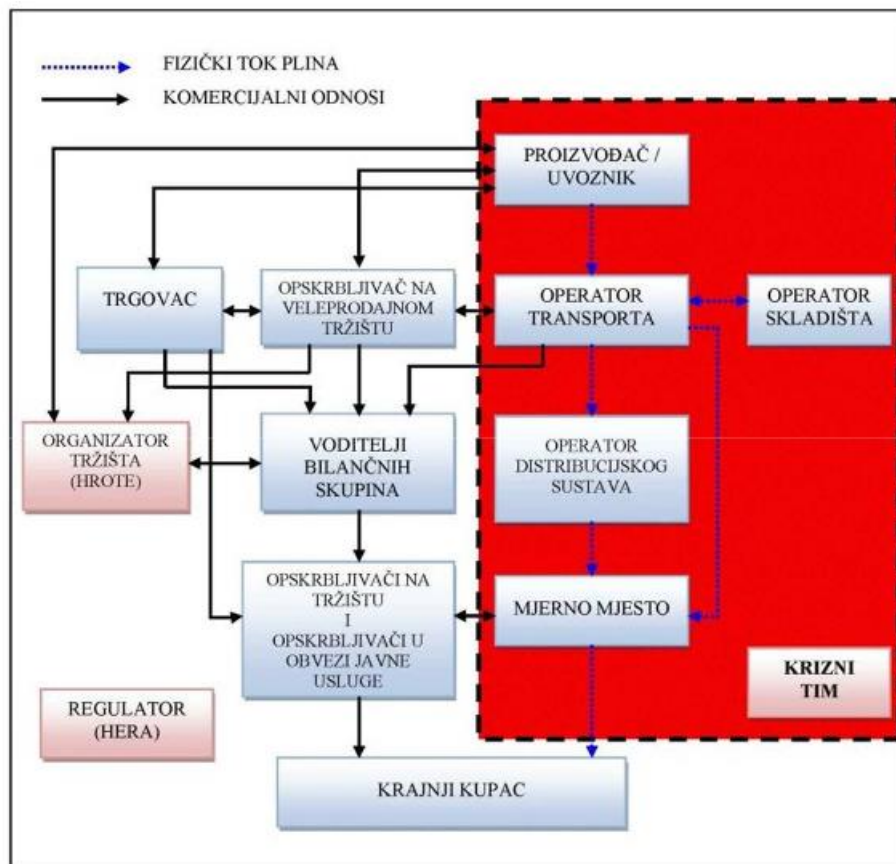 FIZIČKI TOK PLINA
KOMERCIJALNI ODNOSI
PROIZVOĐAČ /
UVOZNIK
TRGOVAC
OPSKRBLJIVAČ NA
VELEPRODAJNOM
TRŽIŠTU
OPERATOR
TRANSPORTA
OPERATOR
SKLADIŠTA
ORGANIZATOR
TRŽIŠTA
(HROTE)
VODITELJI
BILANČNIH
SKUPINA
OPERATOR
DISTRIBUCIJSKOG
SUSTAVA
OPSKRBLJIVAČI NA
TRŽIŠTU
I
OPSKRBLJIVAČI U
OBVEZI JAVNE
USLUGE
MJERNO MJESTO
REGULATOR
(HERA)
KRIZNI
TIM
KRAJNJI KUPAC